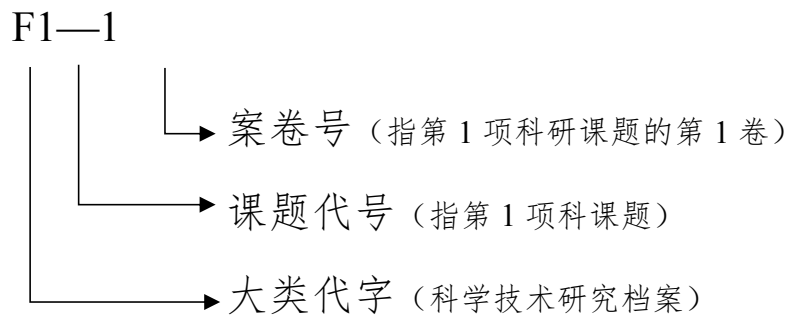 F1—1
案卷号（指第 1 项科研课题的第 1 卷）
课题代号（指第 1 项科课题）
大类代字（科学技术研究档案）